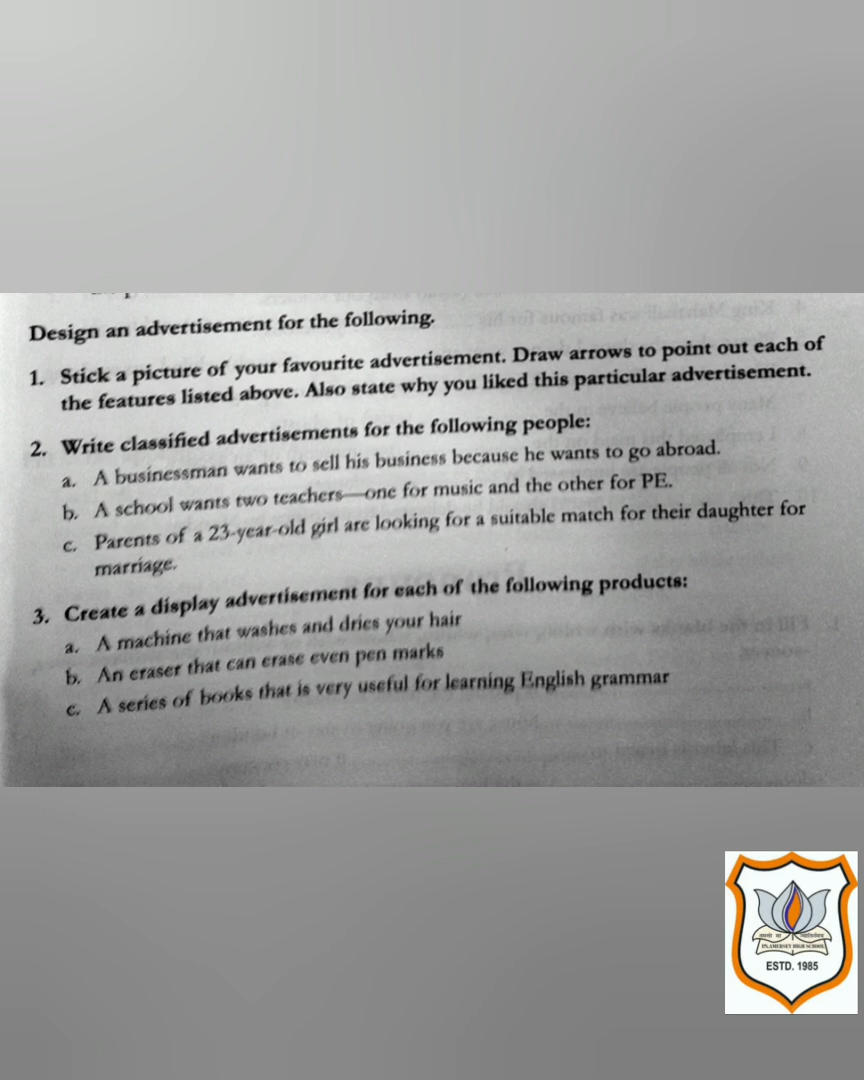 Design an advertisement for the following.
1. Stick a picture of your favourite advertisement. Draw arrows to point out each of
the features listed above. Also state why you liked this particular advertisement.
2. Write classified advertisements for the following people:
a. A businessman wants to sell his business because he wants to go abroad.
b. A school wants two teachers—one for music and the other for PE.
c. Parents of a 23-year-old girl are looking for a suitable match for their daughter for
marriage.
3. Create a display advertisement for each of the following products:
a. A machine that washes and dries your hair
b. An eraser that can erase even pen marks
c. A series of books that is very useful for learning English grammar
HIGH SCHOOL
ESTD. 1985